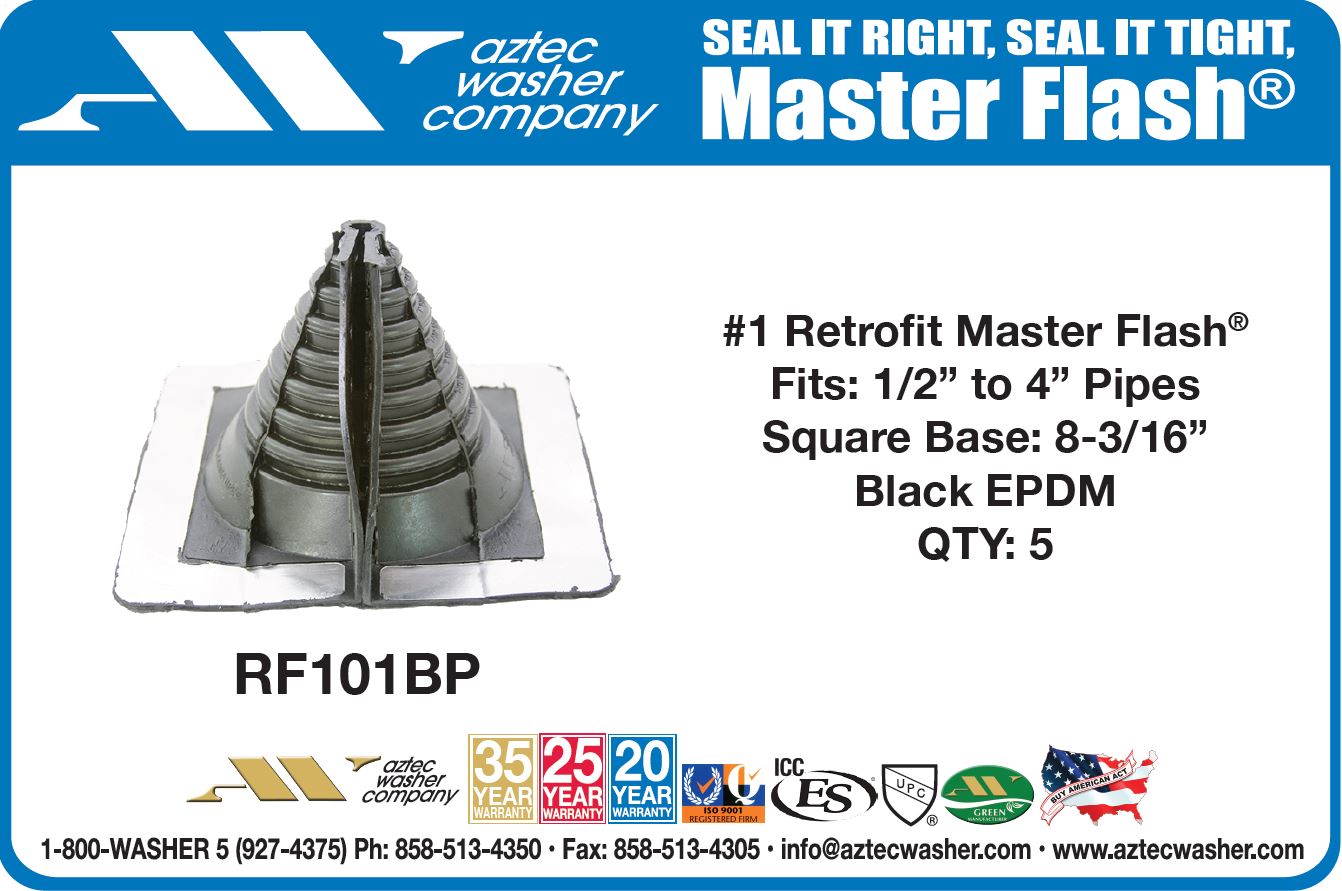 aztec
washer
company
SEAL IT RIGHT, SEAL IT TIGHT,
Master Flash®
#1 Retrofit Master Flash®
Fits: 1/2” to 4” Pipes
Square Base: 8-3/16”
Black EPDM
QTY: 5
RF101BP
aztec
washer
company
35
YEAR
WARRANTY
25
YEAR
WARRANTY
20
YEAR
WARRANTY
Q
ISO 9001
REGISTERED FIRM
ICC
ES®
UPC®
GREEN
MANUFACTURER
BUY AMERICAN ACT
1-800-WASHER 5 (927-4375) Ph: 858-513-4350 • Fax: 858-513-4305 • info@aztecwasher.com • www.aztecwasher.com